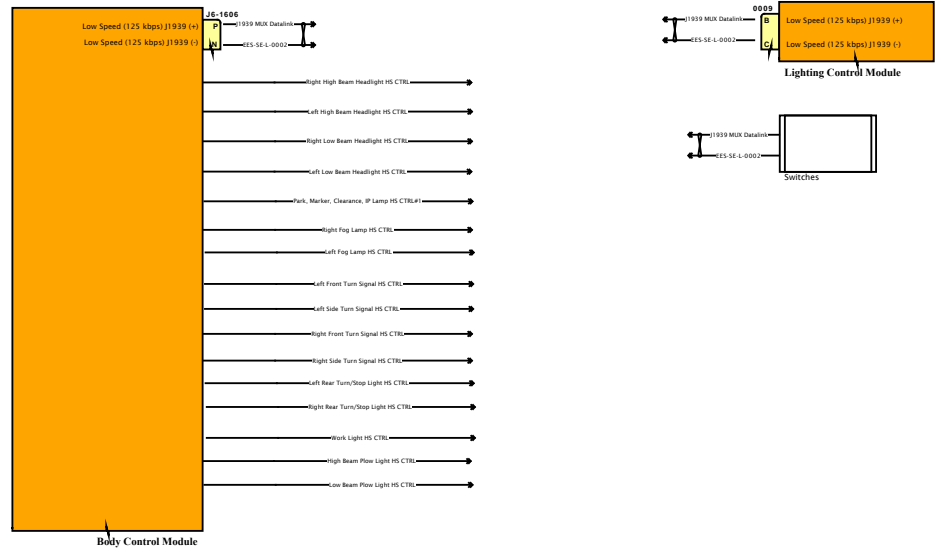 J6-1606
Low Speed (125 kbps) J1939 (+)
P
J1939 MUX Datalink
Low Speed (125 kbps) J1939 (-)
N
EES-SE-L-0002
Right High Beam Headlight HS CTRL
Left High Beam Headlight HS CTRL
Right Low Beam Headlight HS CTRL
Left Low Beam Headlight HS CTRL
Park, Marker, Clearance, IP Lamp HS CTRL#1
Right Fog Lamp HS CTRL
Left Fog Lamp HS CTRL
Left Front Turn Signal HS CTRL
Left Side Turn Signal HS CTRL
Right Front Turn Signal HS CTRL
Right Side Turn Signal HS CTRL
Left Rear Turn/Stop Light HS CTRL
Right Rear Turn/Stop Light HS CTRL
Work Light HS CTRL
High Beam Plow Light HS CTRL
Low Beam Plow Light HS CTRL
Body Control Module
0009
J1939 MUX Datalink
B
Low Speed (125 kbps) J1939 (+)
EES-SE-L-0002
C
Low Speed (125 kbps) J1939 (-)
Lighting Control Module
J1939 MUX Datalink
EES-SE-L-0002
Switches